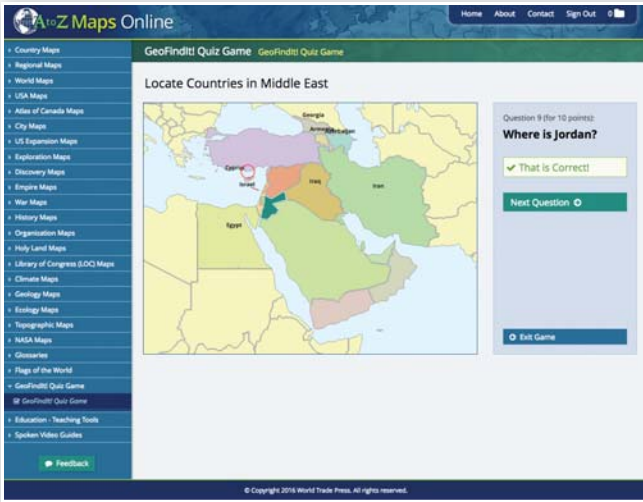 AtoZ Maps Online
Home About Contact Sign Out 0
Country Maps
Regional Maps
World Maps
USA Maps
Atlas of Canada Maps
City Maps
US Expansion Maps
Exploration Maps
Discovery Maps
Empire Maps
War Maps
History Maps
Organization Maps
Holy Land Maps
Library of Congress (LOC) Maps
Climate Maps
Geology Maps
Ecology Maps
Topographic Maps
NASA Maps
Glossaries
Flags of the World
GeoFindIt! Quiz Game
GeoFindIt! Quiz Game
Education - Teaching Tools
Spoken Video Guides
Feedback
GeoFindIt! Quiz Game GeoFindIt! Quiz Game
Locate Countries in Middle East
Georgia
Armenia Azerbaijan
Cyprus
Israel
Iraq
Iran
Egypt
Question 9 (for 10 points):
Where is Jordan?
That is Correct!
Next Question
Exit Game
© Copyright 2016 World Trade Press. All rights reserved.